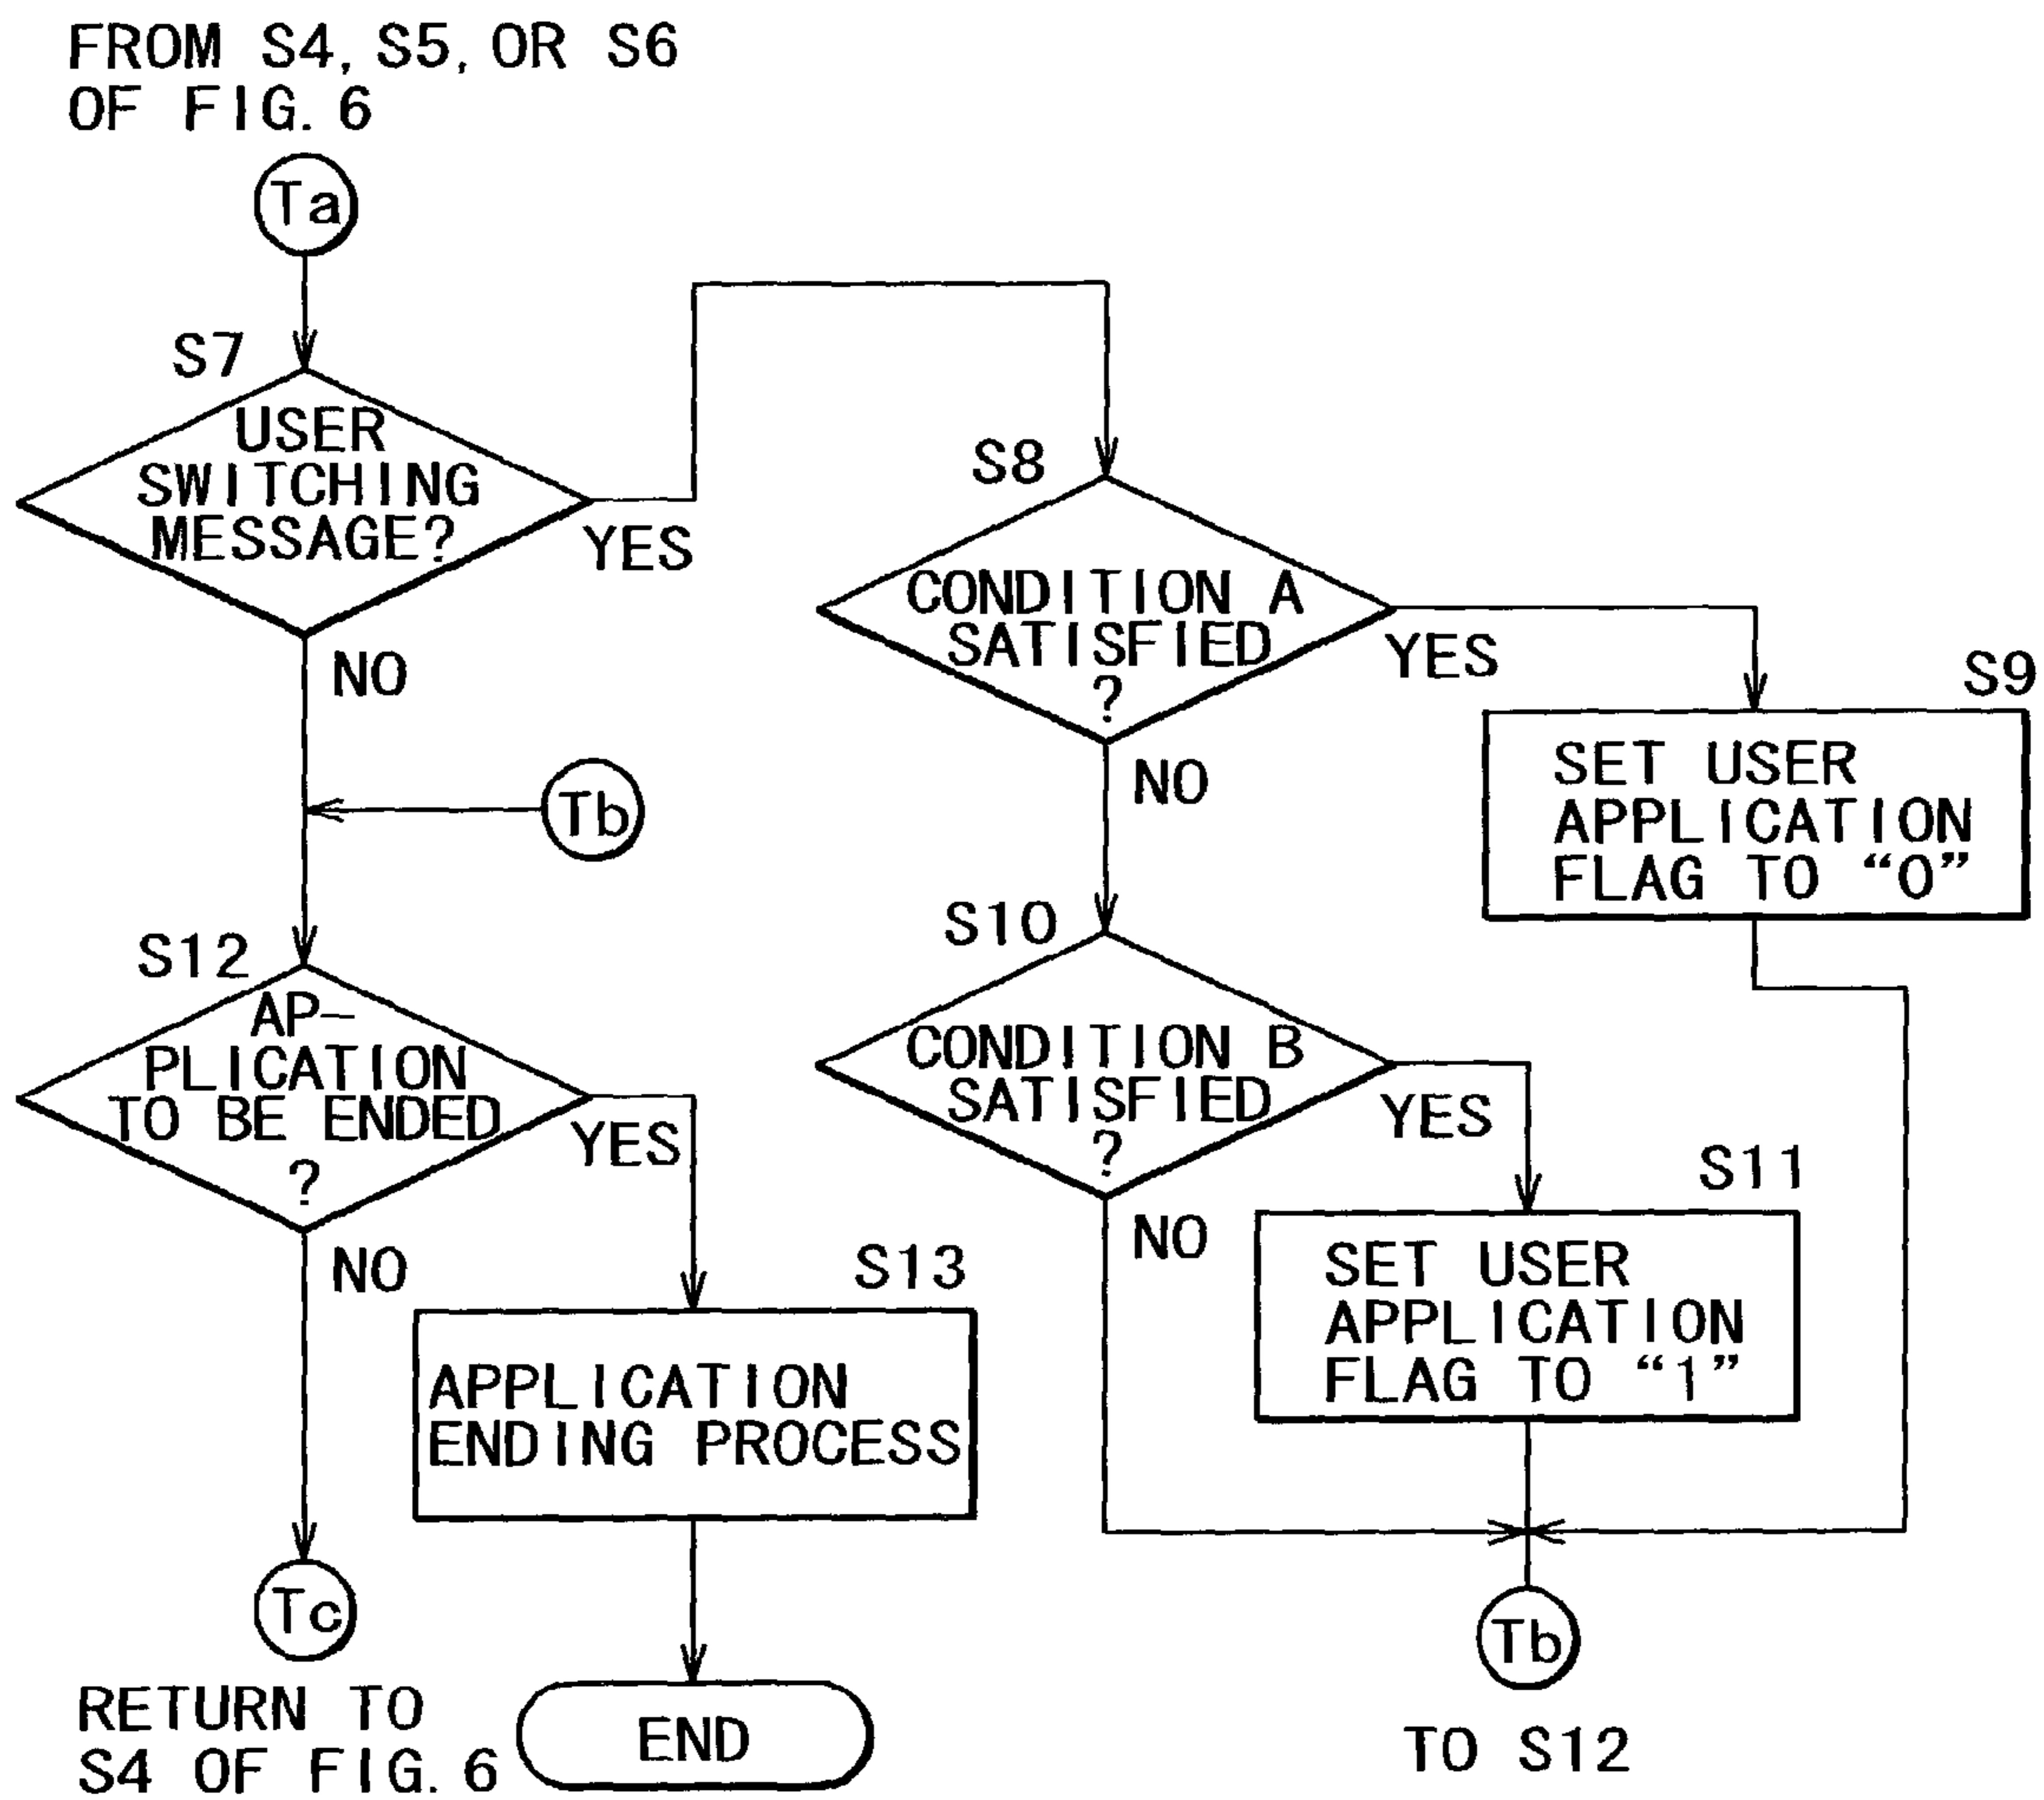 FROM S4, S5, OR S6
OF FIG. 6
Ta
S7
USER
SWITCHING
MESSAGE?
YES
NO
S8
CONDITION A
SATISFIED
?
YES
NO
S9
SET USER
APPLICATION
FLAG TO “0”
Tb
S10
CONDITION B
SATISFIED
?
YES
NO
S11
SET USER
APPLICATION
FLAG TO “1”
S12
AP-
PLICATION
TO BE ENDED
?
YES
NO
S13
APPLICATION
ENDING PROCESS
Tc
RETURN TO
S4 OF FIG. 6
END
Tb
TO S12